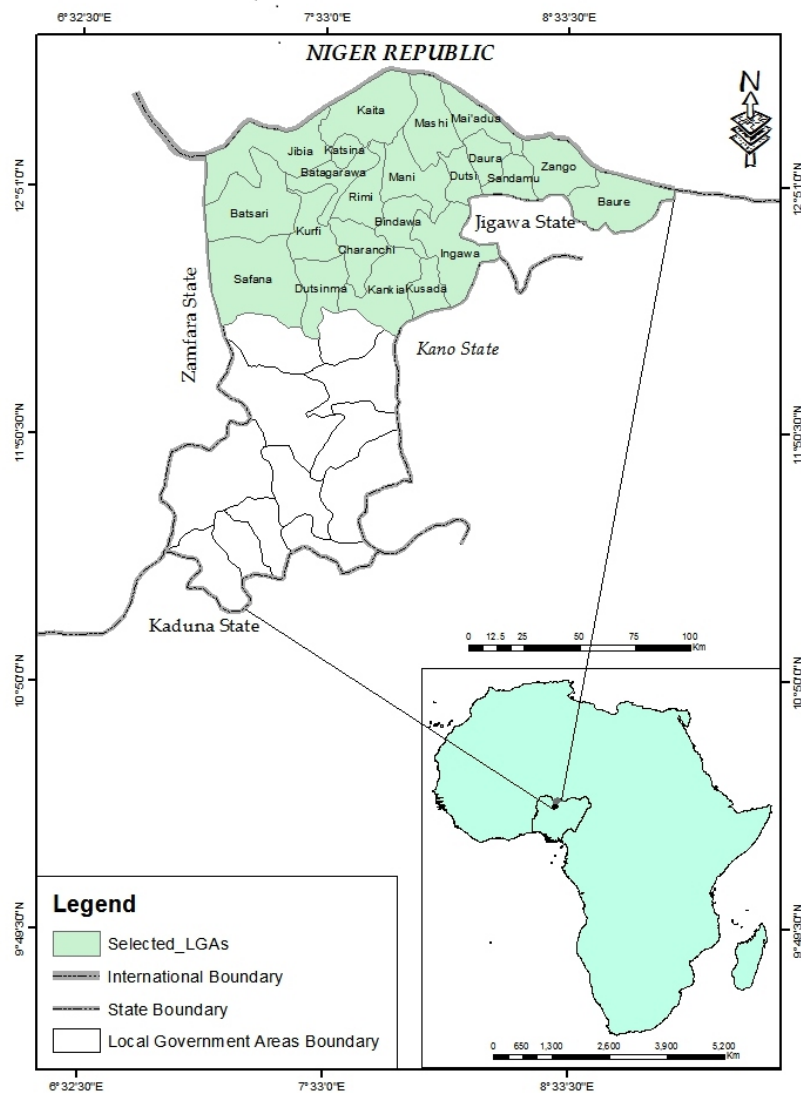 6°32'30"E 7°33'0"E 8°33'30"E
NIGER REPUBLIC
N
Kaita
Mashi
Mai'adua
Jibia
Katsina
Batagarawa
Mani
Daura
Dutsi
Sandamu
Zango
Baure
Rimi
Batsari
Bindawa
Jigawa State
Kurfi
Charanchi
Ingawa
Safana
Dutsinma
Kankia
Kusada
Zamfara State
Kano State
Kaduna State
12°51'0"N
12°51'0"N
11°50'30"N
11°50'30"N
10°50'0"N
10°50'0"N
9°49'30"N
9°49'30"N
0 12.5 25 50 75 100
Km
Legend
Selected_LGAs
International Boundary
State Boundary
Local Government Areas Boundary
0 650 1,300 2,600 3,900 5,200
Km
6°32'30"E 7°33'0"E 8°33'30"E